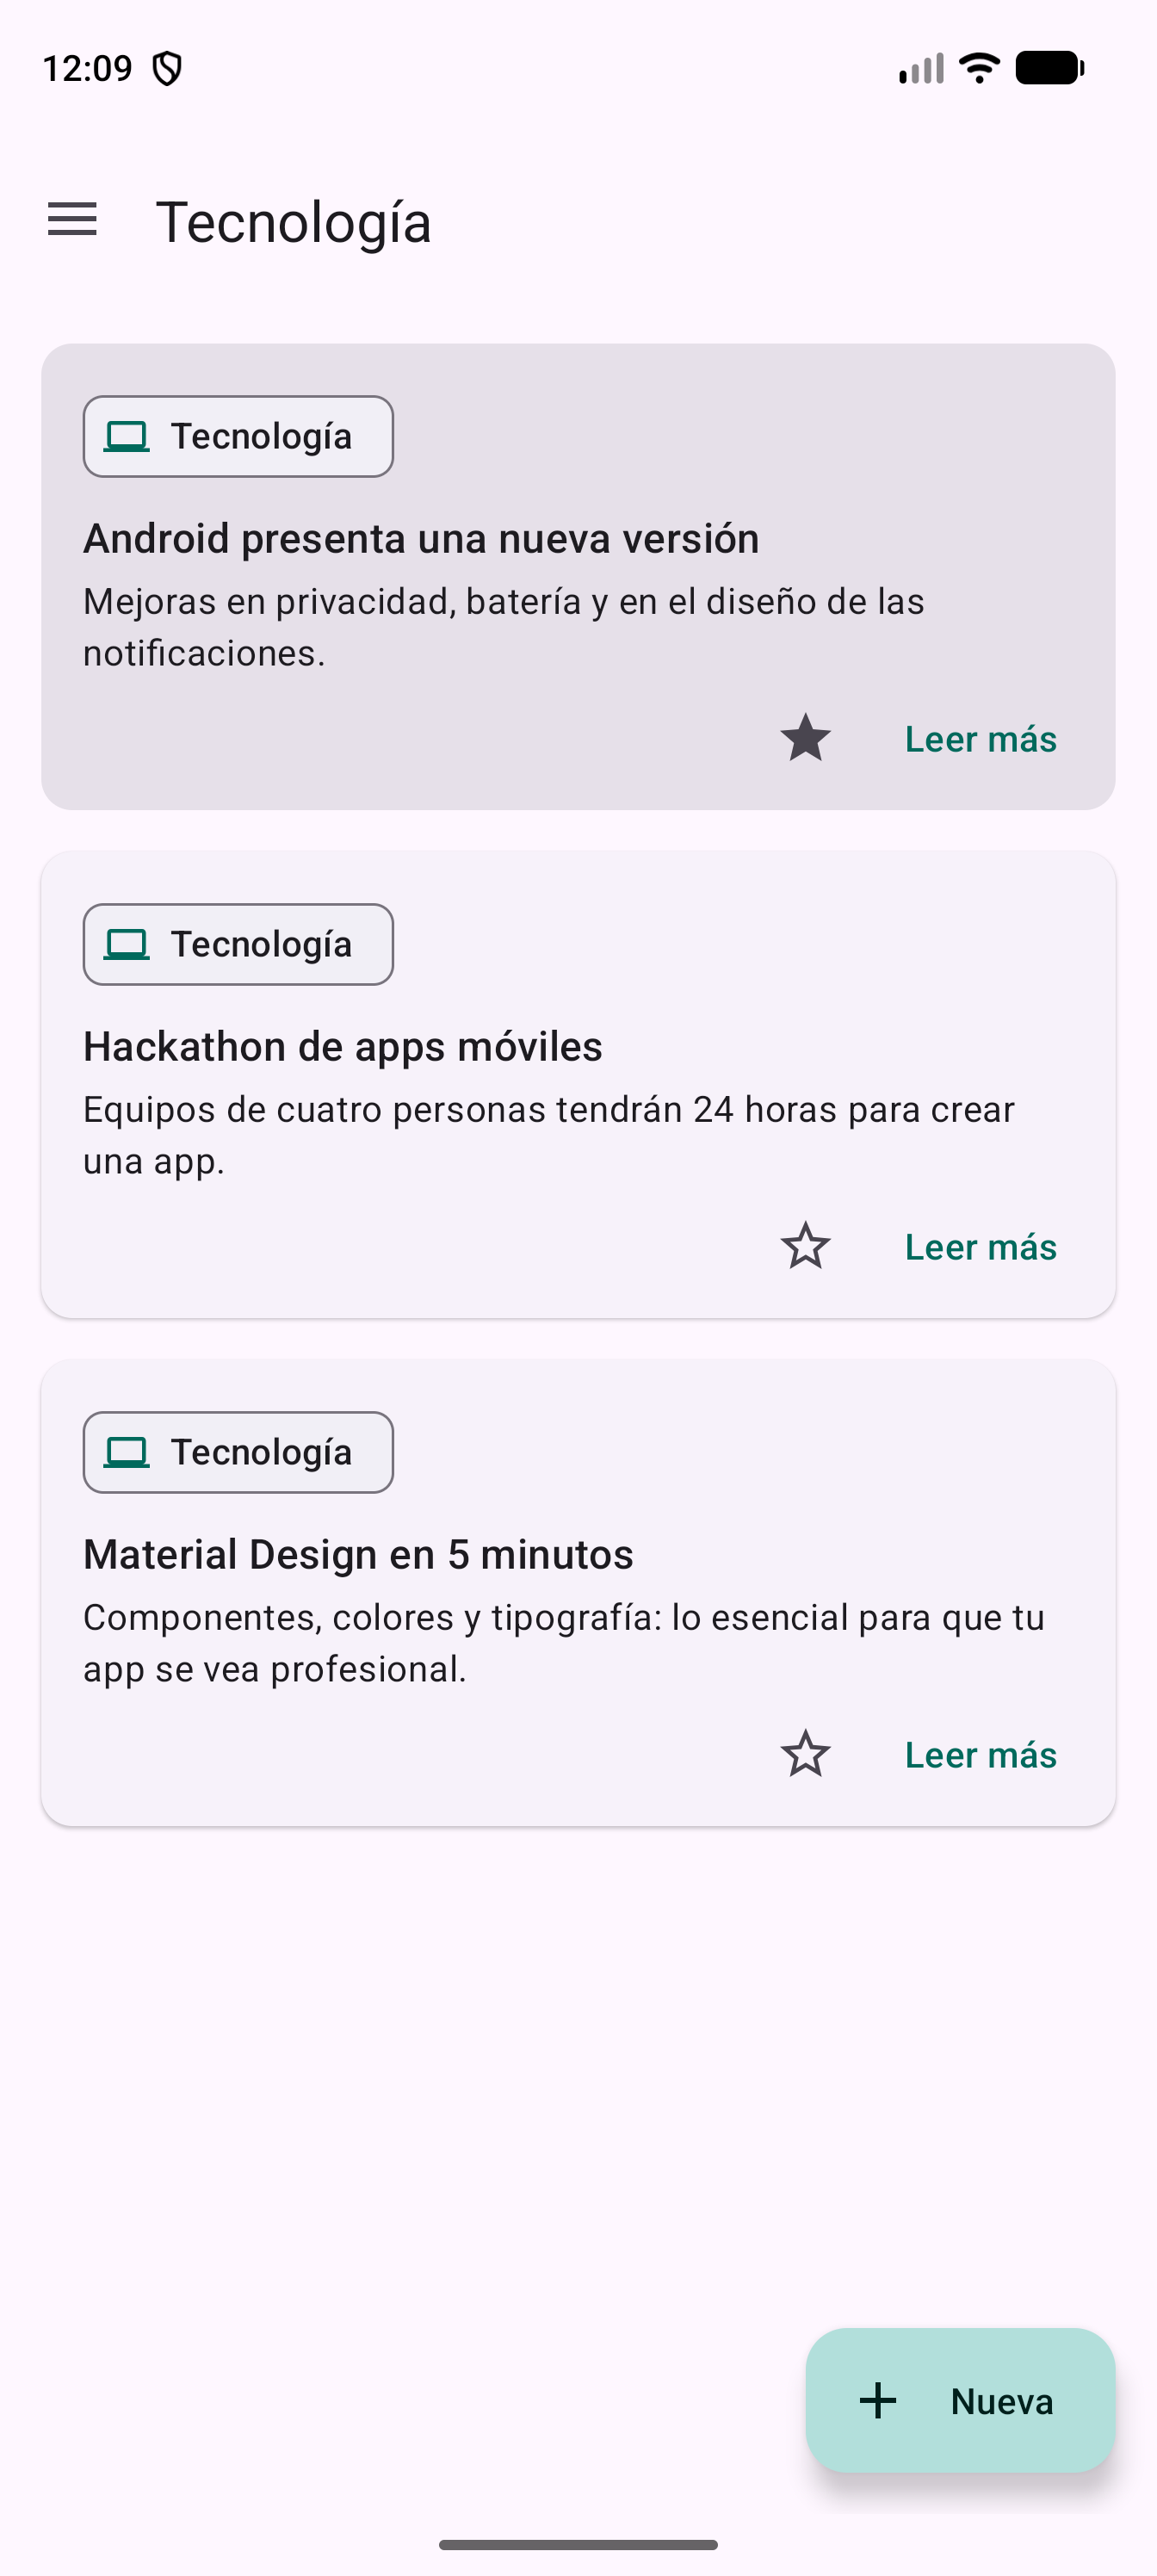 12:09
Tecnología
Tecnología
Android presenta una nueva versión
Mejoras en privacidad, batería y en el diseño de las
notificaciones.
Leer más
Tecnología
Hackathon de apps móviles
Equipos de cuatro personas tendrán 24 horas para crear
una app.
Leer más
Tecnología
Material Design en 5 minutos
Componentes, colores y tipografía: lo esencial para que tu
app se vea profesional.
Leer más
Nueva